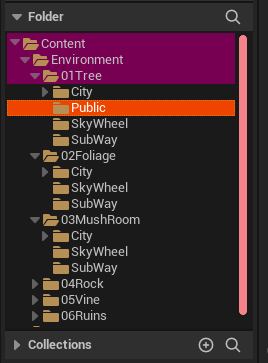 Folder
Content
Environment
01Tree
City
Public
SkyWheel
SubWay
02Foliage
City
SkyWheel
SubWay
03MushRoom
City
SkyWheel
SubWay
04Rock
05Vine
06Ruins
Collections